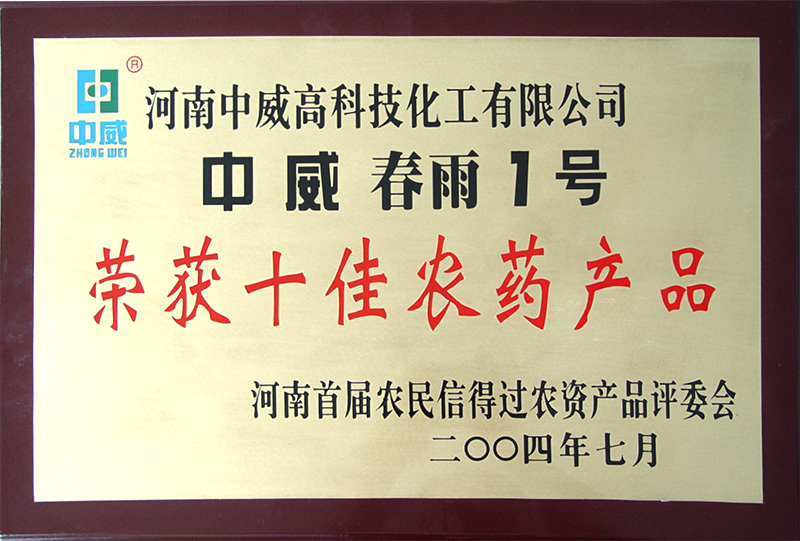 ®
中威
ZHONG WEI
河南中威高科技化工有限公司
中威 春雨1号
荣获十佳农药产品
河南首届农民信得过农资产品评委会
二〇〇四年七月